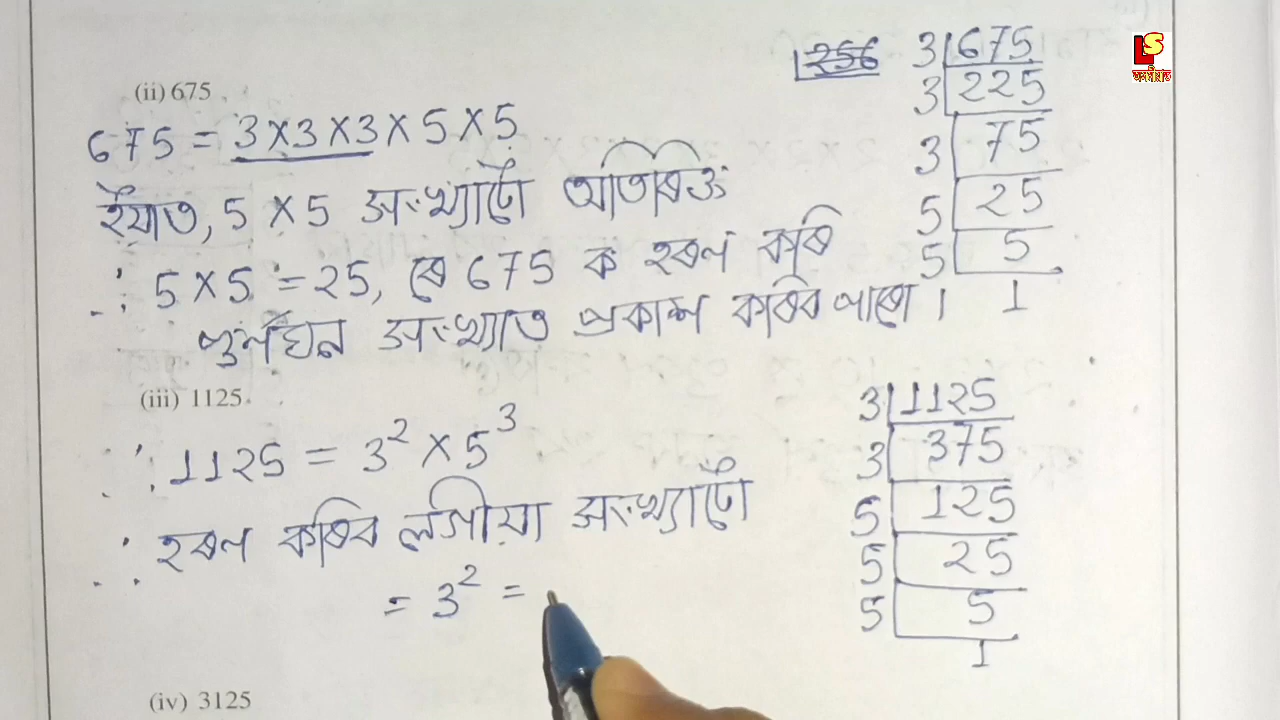 256
3 | 675
3 | 225
3 | 75
5 | 25
5 | 5
1
LS
(ii) 675
675 = 3×3×3×5×5
ইয়াত, 5×5 সংখ্যাটো অতিৰিক্ত
∴ 5×5 = 25, ৰে 675 ক হৰণ কৰি
পূৰ্ণঘন সংখ্যাত প্ৰকাশ কৰিব পাৰো ।
(iii) 1125
∴ 1125 = 3² × 5³
∴ হৰণ কৰিব লগীয়া সংখ্যাটো
= 3² =
3 | 1125
3 | 375
5 | 125
5 | 25
5 | 5
1
(iv) 3125